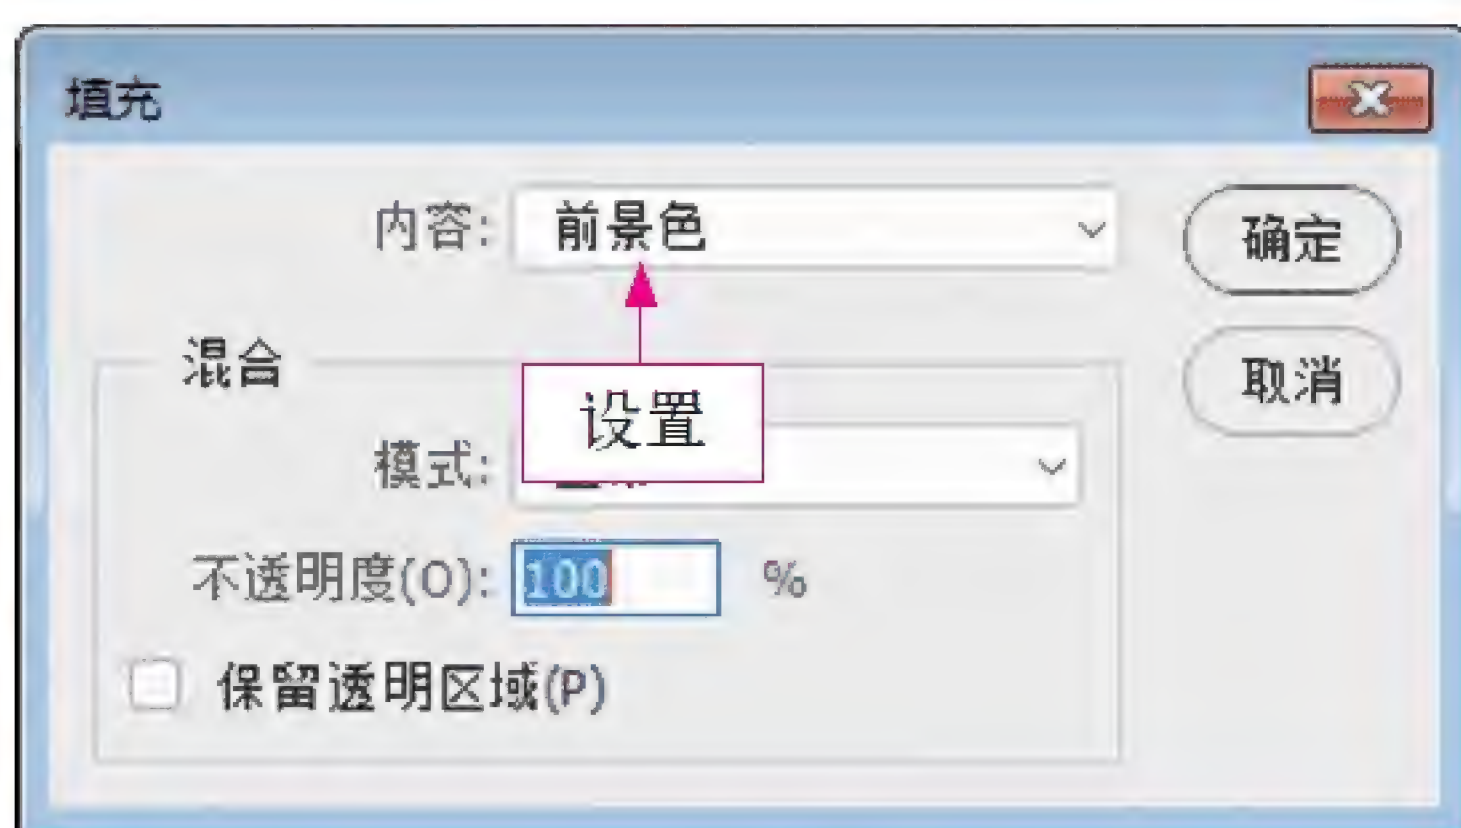 填充
内容: 前景色
确定
混合
设置
取消
模式:
不透明度(O): 100 %
保留透明区域(P)